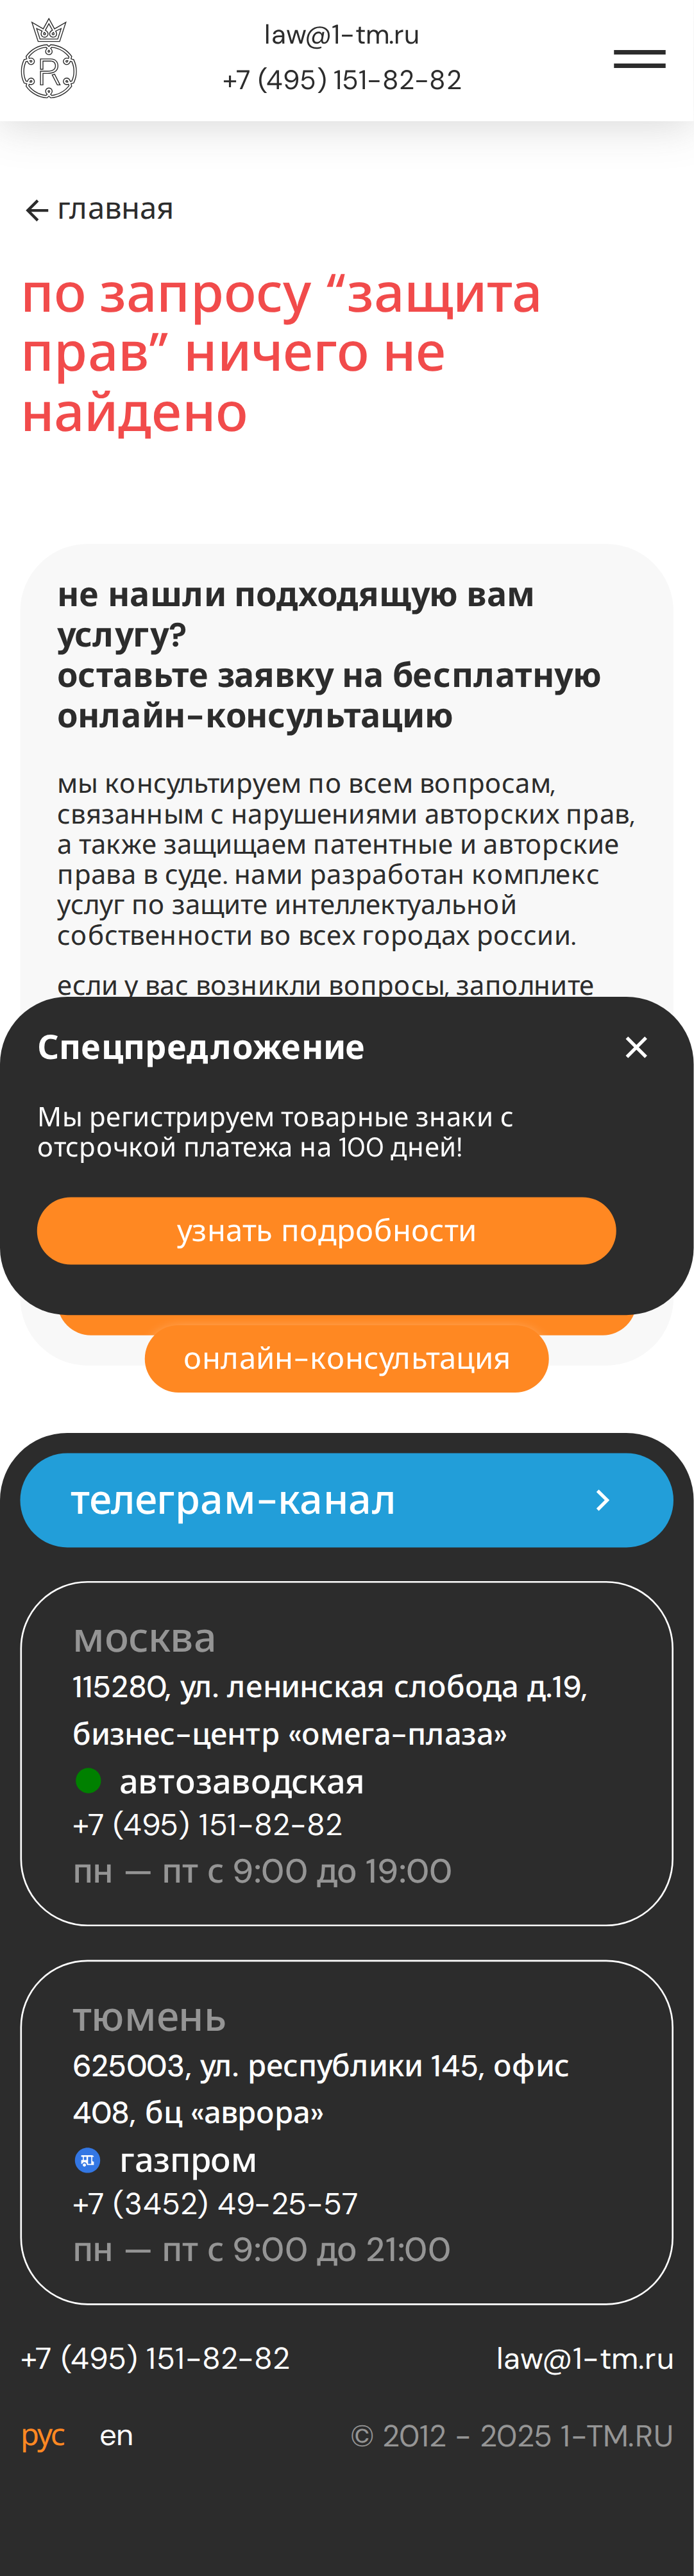 law@1-tm.ru
+7 (495) 151-82-82
R
← главная
по запросу “защита
прав” ничего не
найдено
не нашли подходящую вам
услугу?
оставьте заявку на бесплатную
онлайн-консультацию
мы консультируем по всем вопросам,
связанным с нарушениями авторских прав,
а также защищаем патентные и авторские
права в суде. нами разработан комплекс
услуг по защите интеллектуальной
собственности во всех городах россии.
если у вас возникли вопросы, заполните
Спецпредложение
Мы регистрируем товарные знаки с
отсрочкой платежа на 100 дней!
узнать подробности
онлайн-консультация
телеграм-канал
москва
115280, ул. ленинская слобода д.19,
бизнес-центр «омега-плаза»
автозаводская
+7 (495) 151-82-82
пн — пт с 9:00 до 19:00
тюмень
625003, ул. республики 145, офис
408, бц «аврора»
газпром
+7 (3452) 49-25-57
пн — пт с 9:00 до 21:00
+7 (495) 151-82-82
law@1-tm.ru
рус en
© 2012 - 2025 1-TM.RU